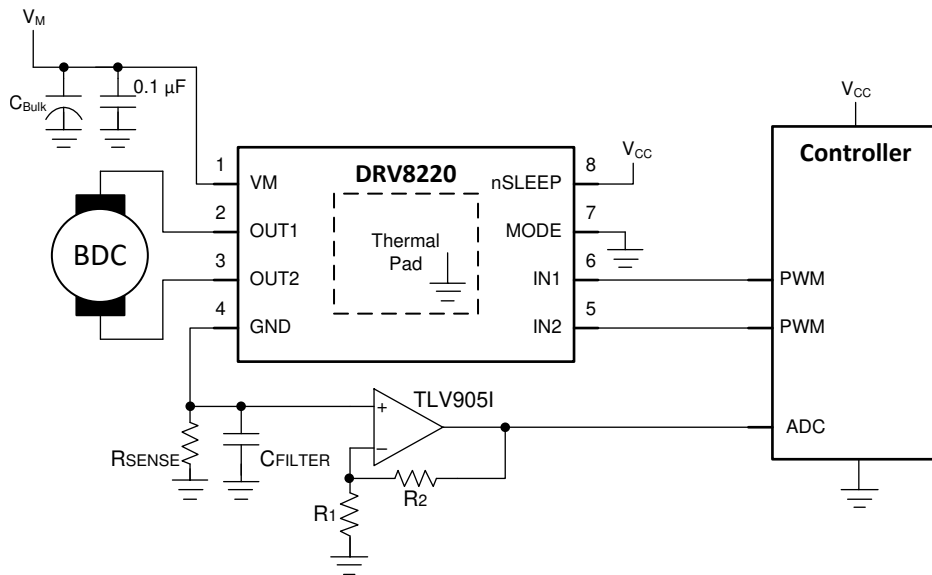 VM
CBulk
0.1 µF
BDC
DRV8220
Thermal
Pad
1
VM
2
OUT1
3
OUT2
4
GND
8
nSLEEP
VCC
7
MODE
6
IN1
5
IN2
VCC
Controller
PWM
PWM
ADC
TLV905I
+
−
RSENSE
CFILTER
R2
R1